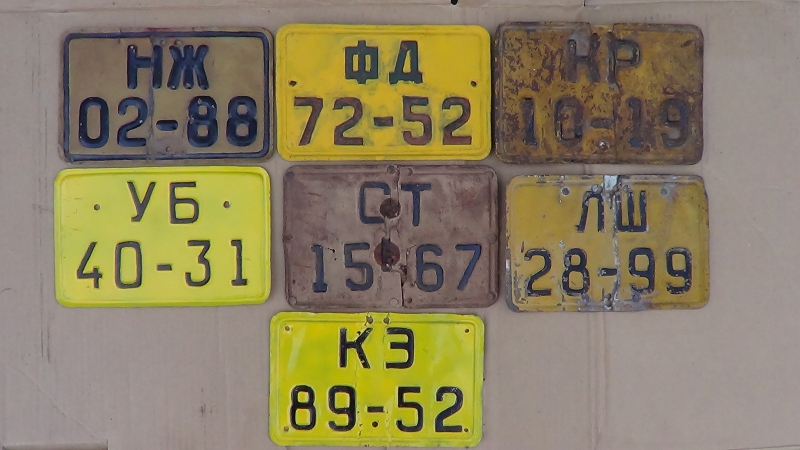 НЖ
02-88
ФД
72-52
КР
10-19
УБ
40-31
СТ
15-67
ЛШ
28-99
КЭ
89-52